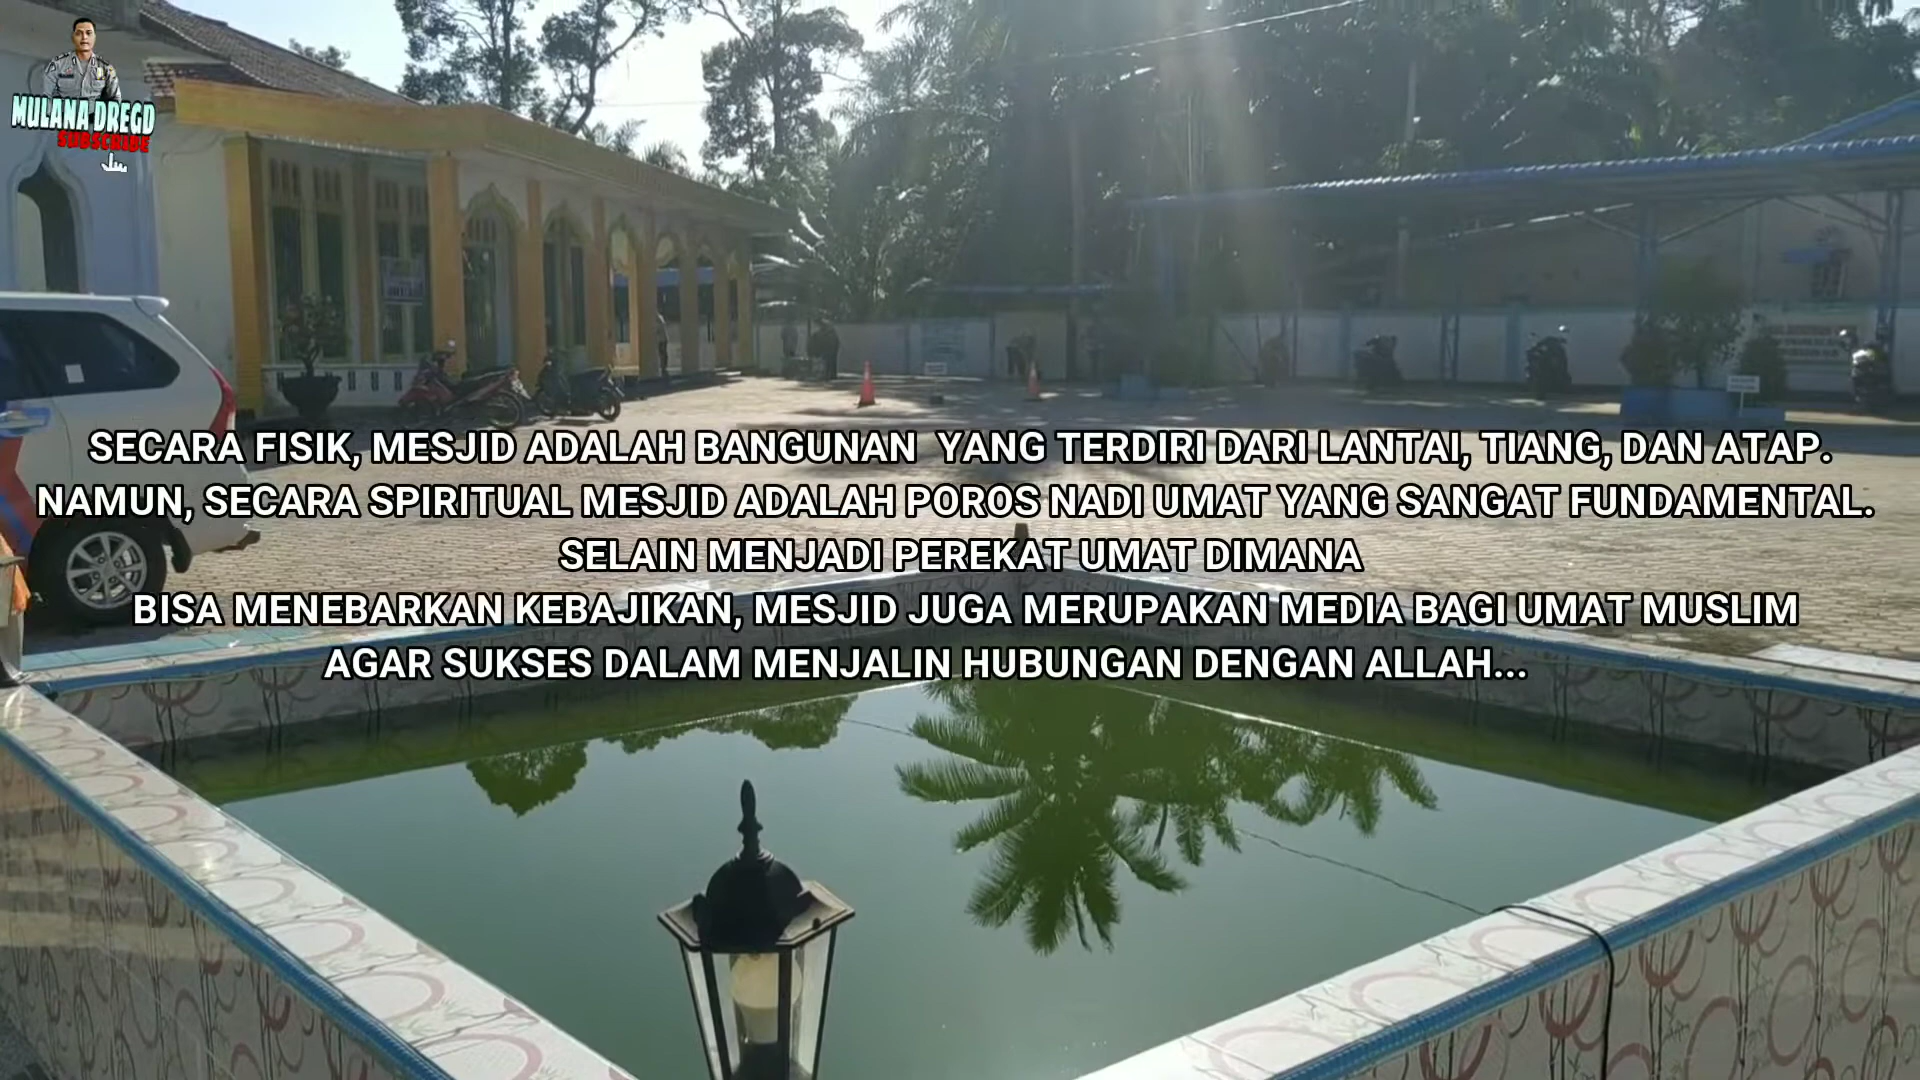 MULANA DREGD
SUBSCRIBE
SECARA FISIK, MESJID ADALAH BANGUNAN YANG TERDIRI DARI LANTAI, TIANG, DAN ATAP.
NAMUN, SECARA SPIRITUAL MESJID ADALAH POROS NADI UMAT YANG SANGAT FUNDAMENTAL.
SELAIN MENJADI PEREKAT UMAT DIMANA
BISA MENEBARKAN KEBAJIKAN, MESJID JUGA MERUPAKAN MEDIA BAGI UMAT MUSLIM
AGAR SUKSES DALAM MENJALIN HUBUNGAN DENGAN ALLAH...